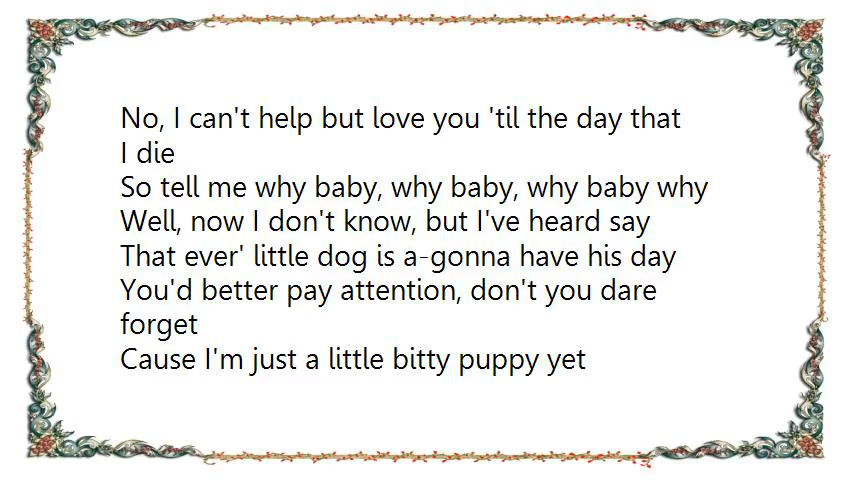 No, I can't help but love you 'til the day that
I die
So tell me why baby, why baby, why baby why
Well, now I don't know, but I've heard say
That ever' little dog is a-gonna have his day
You'd better pay attention, don't you dare
forget
Cause I'm just a little bitty puppy yet